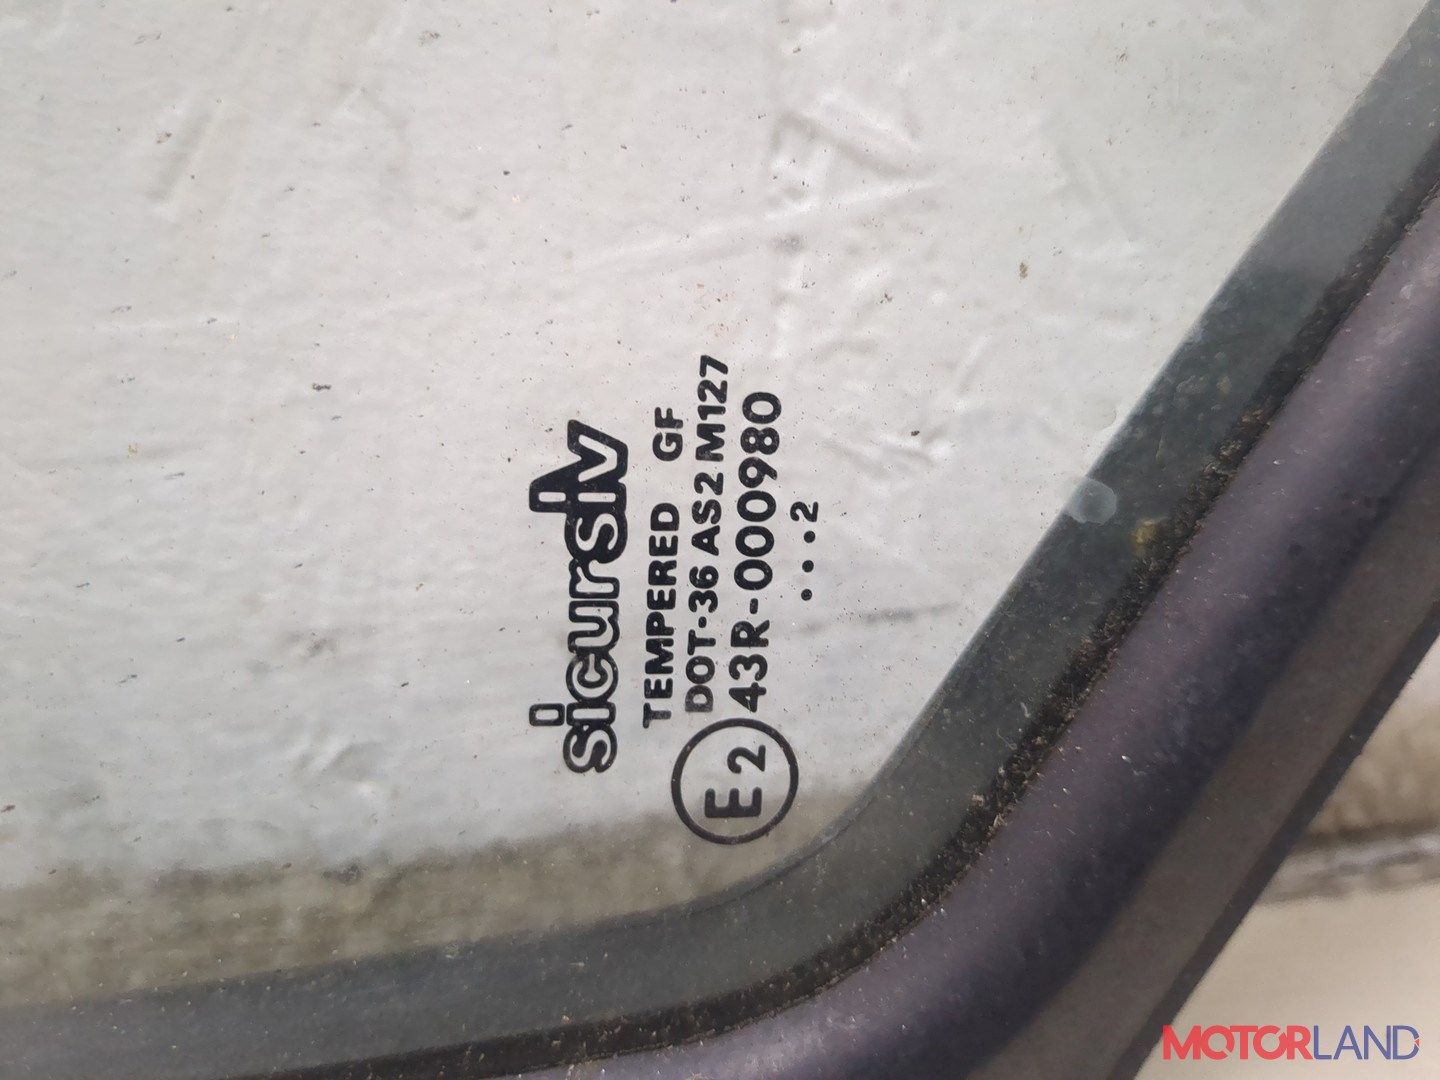 sicursiv
TEMPERED GF
DOT-36 AS2 M127
E2 43R-000980
...2
MOTORLAND